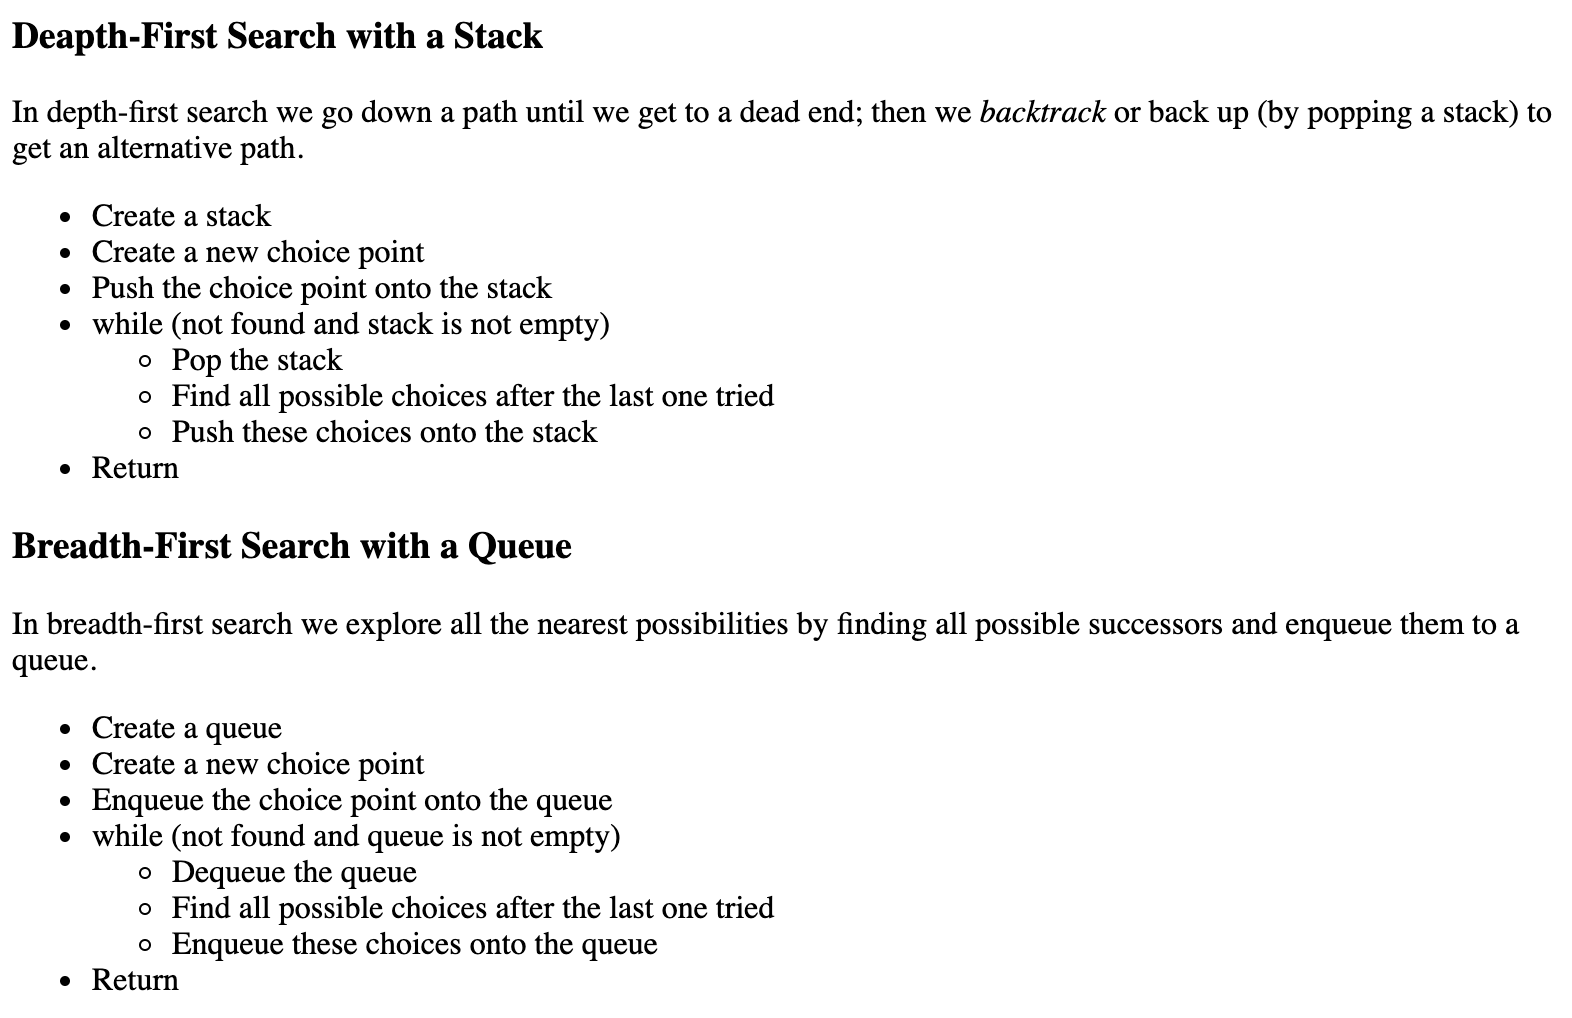 Deapth-First Search with a Stack
In depth-first search we go down a path until we get to a dead end; then we backtrack or back up (by popping a stack) to
get an alternative path.
• Create a stack
• Create a new choice point
• Push the choice point onto the stack
• while (not found and stack is not empty)
◦ Pop the stack
◦ Find all possible choices after the last one tried
◦ Push these choices onto the stack
• Return
Breadth-First Search with a Queue
In breadth-first search we explore all the nearest possibilities by finding all possible successors and enqueue them to a
queue.
• Create a queue
• Create a new choice point
• Enqueue the choice point onto the queue
• while (not found and queue is not empty)
◦ Dequeue the queue
◦ Find all possible choices after the last one tried
◦ Enqueue these choices onto the queue
• Return